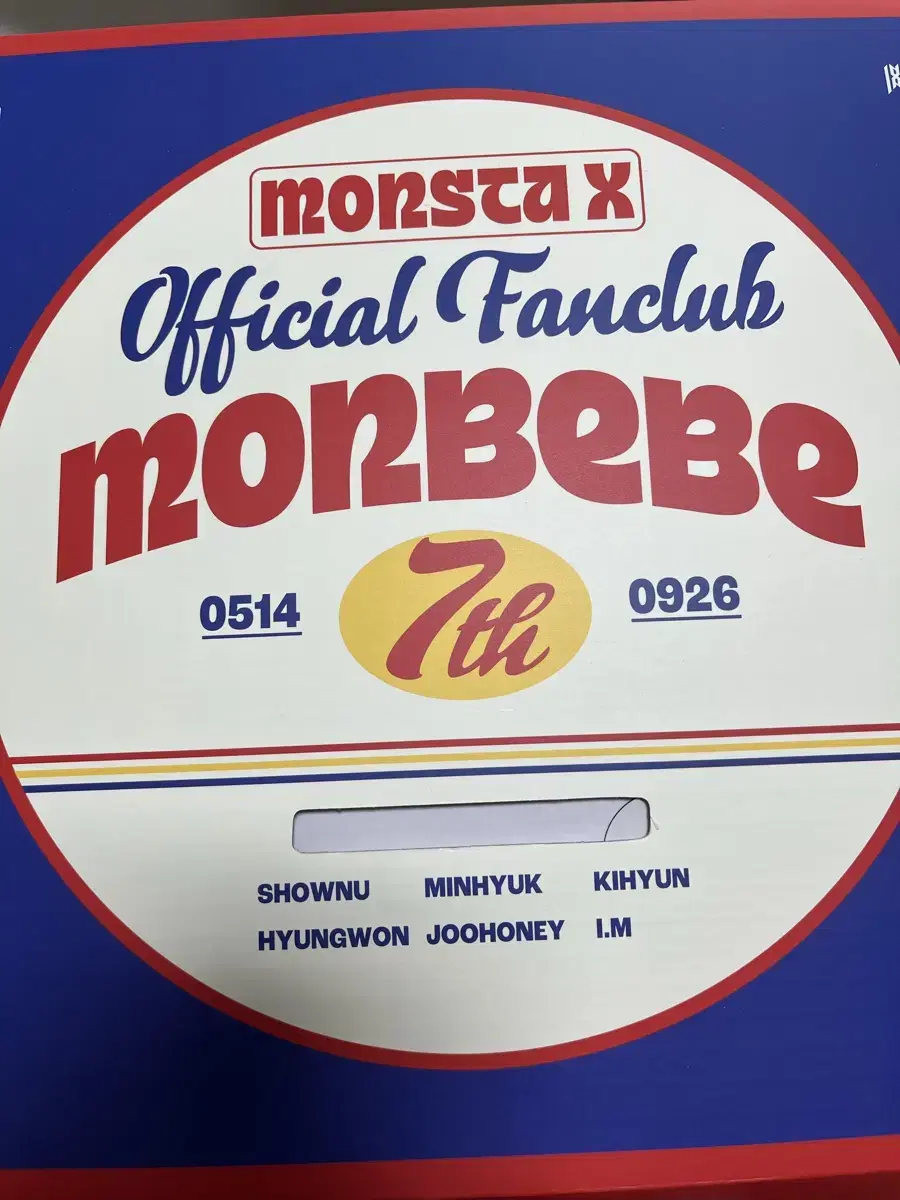 MONSTA X
Official Fanclub
MONBEBE
0514 7th 0926
SHOWNU MINHYUK KIHYUN
HYUNGWON JOOHONEY I.M